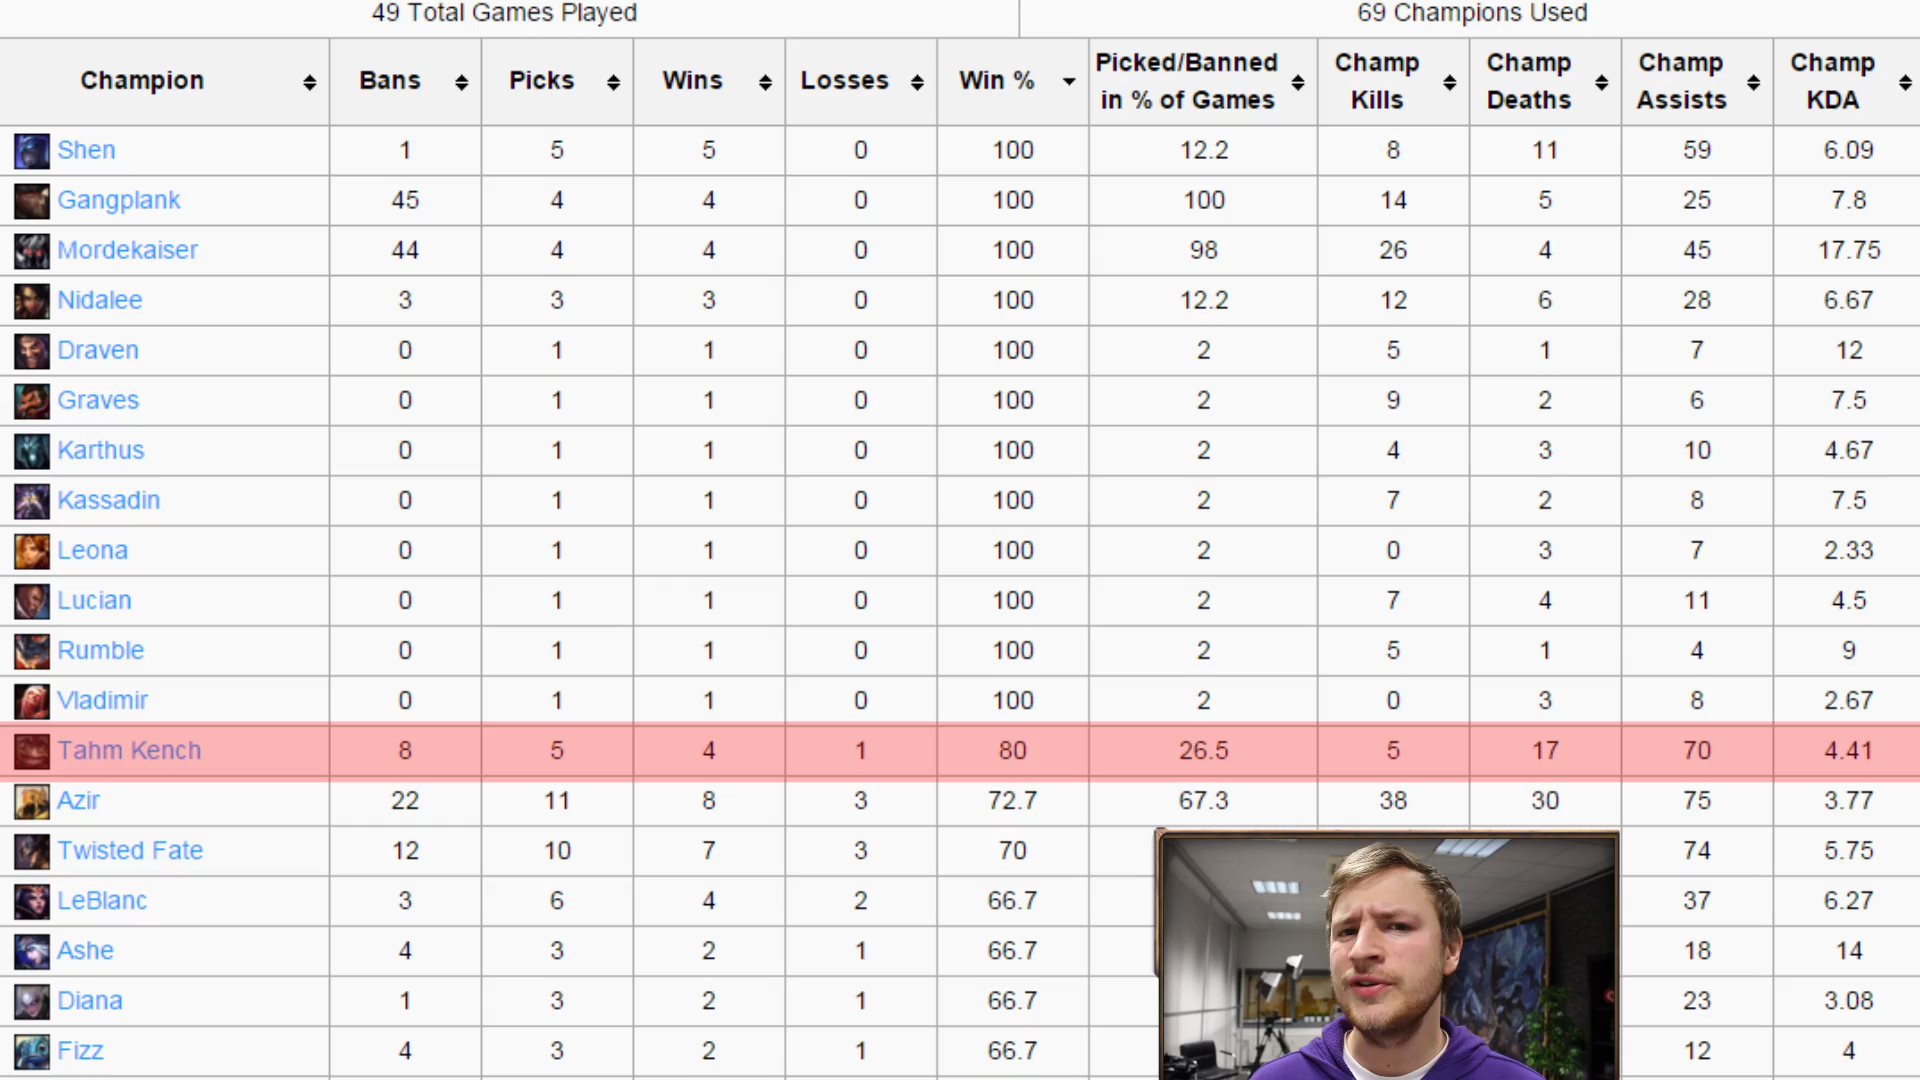 49 Total Games Played 69 Champions Used
Champion Bans Picks Wins Losses Win % Picked/Banned in % of Games Champ Kills Champ Deaths Champ Assists Champ KDA
Shen 1 5 5 0 100 12.2 8 11 59 6.09
Gangplank 45 4 4 0 100 100 14 5 25 7.8
Mordekaiser 44 4 4 0 100 98 26 4 45 17.75
Nidalee 3 3 3 0 100 12.2 12 6 28 6.67
Draven 0 1 1 0 100 2 5 1 7 12
Graves 0 1 1 0 100 2 9 2 6 7.5
Karthus 0 1 1 0 100 2 4 3 10 4.67
Kassadin 0 1 1 0 100 2 7 2 8 7.5
Leona 0 1 1 0 100 2 0 3 7 2.33
Lucian 0 1 1 0 100 2 7 4 11 4.5
Rumble 0 1 1 0 100 2 5 1 4 9
Vladimir 0 1 1 0 100 2 0 3 8 2.67
Tahm Kench 8 5 4 1 80 26.5 5 17 70 4.41
Azir 22 11 8 3 72.7 67.3 38 30 75 3.77
Twisted Fate 12 10 7 3 70 74 5.75
LeBlanc 3 6 4 2 66.7 37 6.27
Ashe 4 3 2 1 66.7 18 14
Diana 1 3 2 1 66.7 23 3.08
Fizz 4 3 2 1 66.7 12 4